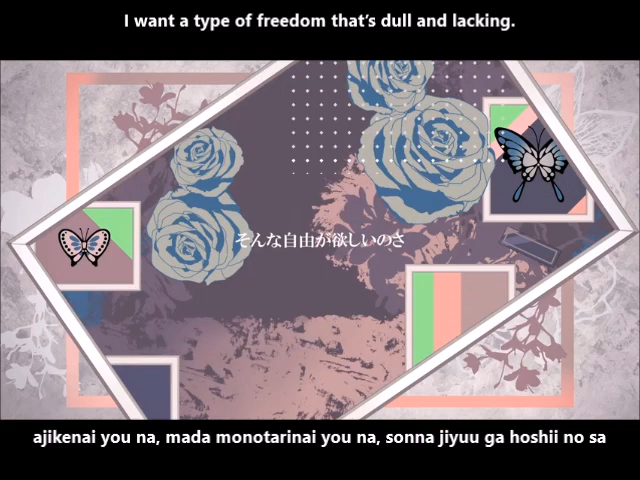 I want a type of freedom that’s dull and lacking.
そんな自由が欲しいのさ
ajikenai you na, mada monotarinai you na, sonna jiyuu ga hoshii no sa